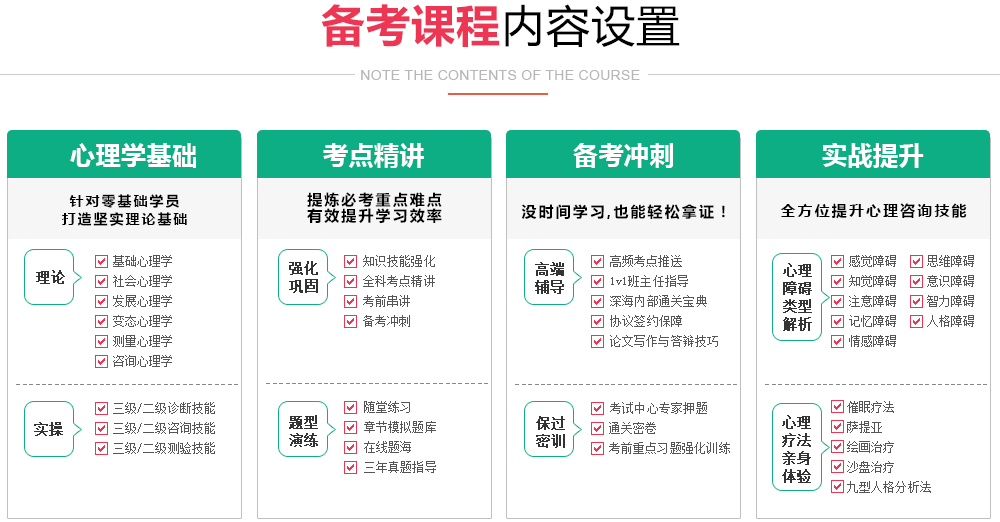 备考课程内容设置
NOTE THE CONTENTS OF THE COURSE
心理学基础
针对零基础学员
打造坚实理论基础
理论
基础心理学
社会心理学
发展心理学
变态心理学
测量心理学
咨询心理学
实操
三级/二级诊断技能
三级/二级咨询技能
三级/二级测验技能
考点精讲
提炼必考重点难点
有效提升学习效率
强化
巩固
知识技能强化
全科考点精讲
考前串讲
备考冲刺
题型
演练
随堂练习
章节模拟题库
在线题海
三年真题指导
备考冲刺
没时间学习,也能轻松拿证！
高端
辅导
高频考点推送
1v1班主任指导
深海内部通关宝典
协议签约保障
论文写作与答辩技巧
保过
密训
考试中心专家押题
通关密卷
考前重点习题强化训练
实战提升
全方位提升心理咨询技能
心理
障碍
类型
解析
感觉障碍
知觉障碍
注意障碍
记忆障碍
情感障碍
思维障碍
意识障碍
智力障碍
人格障碍
心理
疗法
亲身
体验
催眠疗法
萨提亚
绘画治疗
沙盘治疗
九型人格分析法